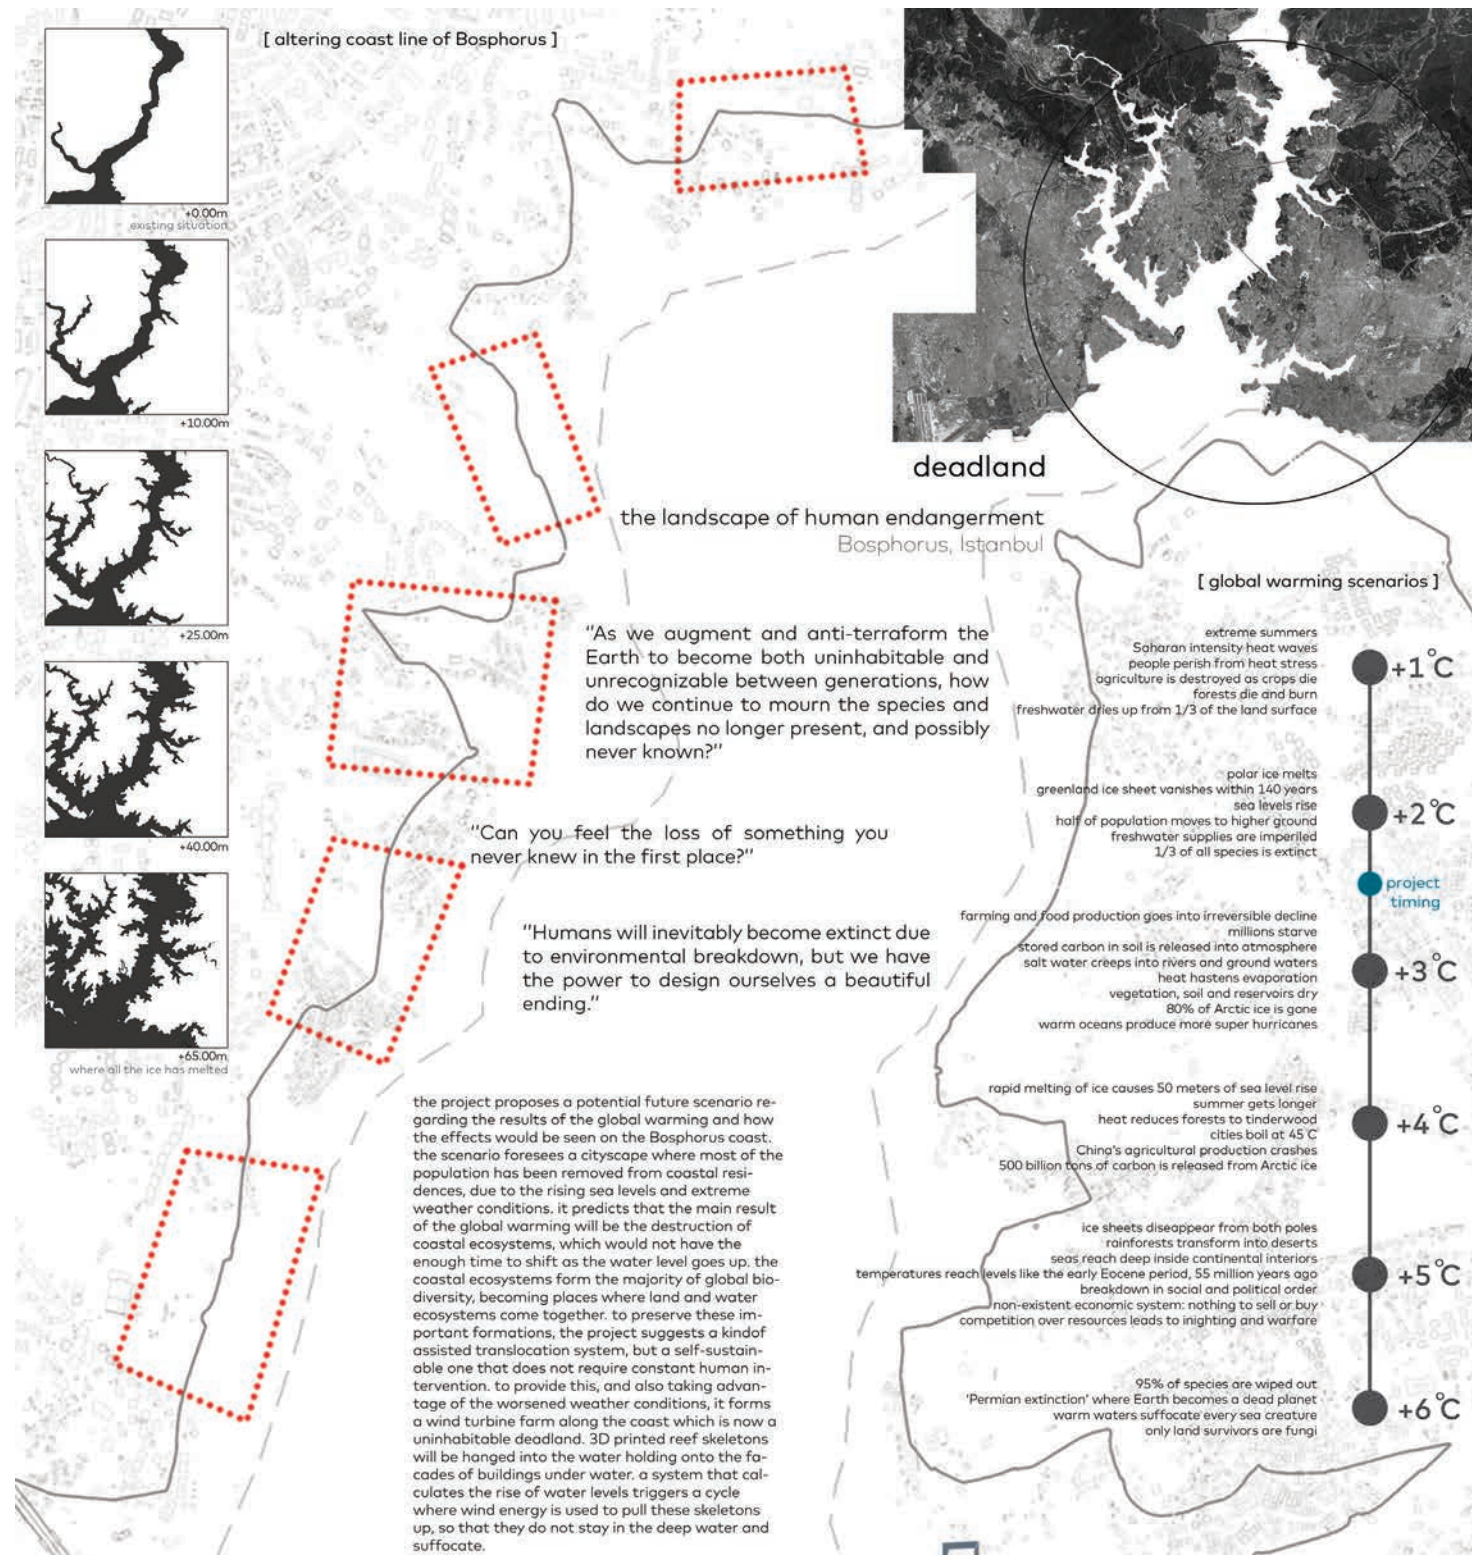 [ altering coast line of Bosphorus ]
+0.00m
existing situation
+10.00m
+25.00m
+40.00m
+65.00m
where all the ice has melted
deadland
the landscape of human endangerment
Bosphorus, Istanbul
"As we augment and anti-terraform the
Earth to become both uninhabitable and
unrecognizable between generations, how
do we continue to mourn the species and
landscapes no longer present, and possibly
never known?"
"Can you feel the loss of something you
never knew in the first place?"
"Humans will inevitably become extinct due
to environmental breakdown, but we have
the power to design ourselves a beautiful
ending."
the project proposes a potential future scenario re-
garding the results of the global warming and how
the effects would be seen on the Bosphorus coast.
the scenario foresees a cityscape where most of the
population has been removed from coastal resi-
dences, due to the rising sea levels and extreme
weather conditions. it predicts that the main result
of the global warming will be the destruction of
coastal ecosystems, which would not have the
enough time to shift as the water level goes up. the
coastal ecosystems form the majority of global bio-
diversity, becoming places where land and water
ecosystems come together. to preserve these im-
portant formations, the project suggests a kindof
assisted translocation system, but a self-sustain-
able one that does not require constant human in-
tervention. to provide this, and also taking advan-
tage of the worsened weather conditions, it forms
a wind turbine farm along the coast which is now a
uninhabitable deadland. 3D printed reef skeletons
will be hanged into the water holding onto the fa-
cades of buildings under water. a system that cal-
culates the rise of water levels triggers a cycle
where wind energy is used to pull these skeletons
up, so that they do not stay in the deep water and
suffocate.
[ global warming scenarios ]
extreme summers
Saharan intensity heat waves
people perish from heat stress
agriculture is destroyed as crops die
forests die and burn
freshwater dries up from 1/3 of the land surface
+1°C
polar ice melts
greenland ice sheet vanishes within 140 years
sea levels rise
half of population moves to higher ground
freshwater supplies are imperiled
1/3 of all species is extinct
+2°C
project
timing
farming and food production goes into irreversible decline
millions starve
stored carbon in soil is released into atmosphere
salt water creeps into rivers and ground waters
heat hastens evaporation
vegetation, soil and reservoirs dry
80% of Arctic ice is gone
warm oceans produce more super hurricanes
+3°C
rapid melting of ice causes 50 meters of sea level rise
summer gets longer
heat reduces forests to tinderwood
cities boil at 45°C
China's agricultural production crashes
500 billion tons of carbon is released from Arctic ice
+4°C
ice sheets diseappear from both poles
rainforests transform into deserts
seas reach deep inside continental interiors
temperatures reach levels like the early Eocene period, 55 million years ago
breakdown in social and political order
non-existent economic system: nothing to sell or buy
competition over resources leads to inighting and warfare
+5°C
95% of species are wiped out
'Permian extinction' where Earth becomes a dead planet
warm waters suffocate every sea creature
only land survivors are fungi
+6°C